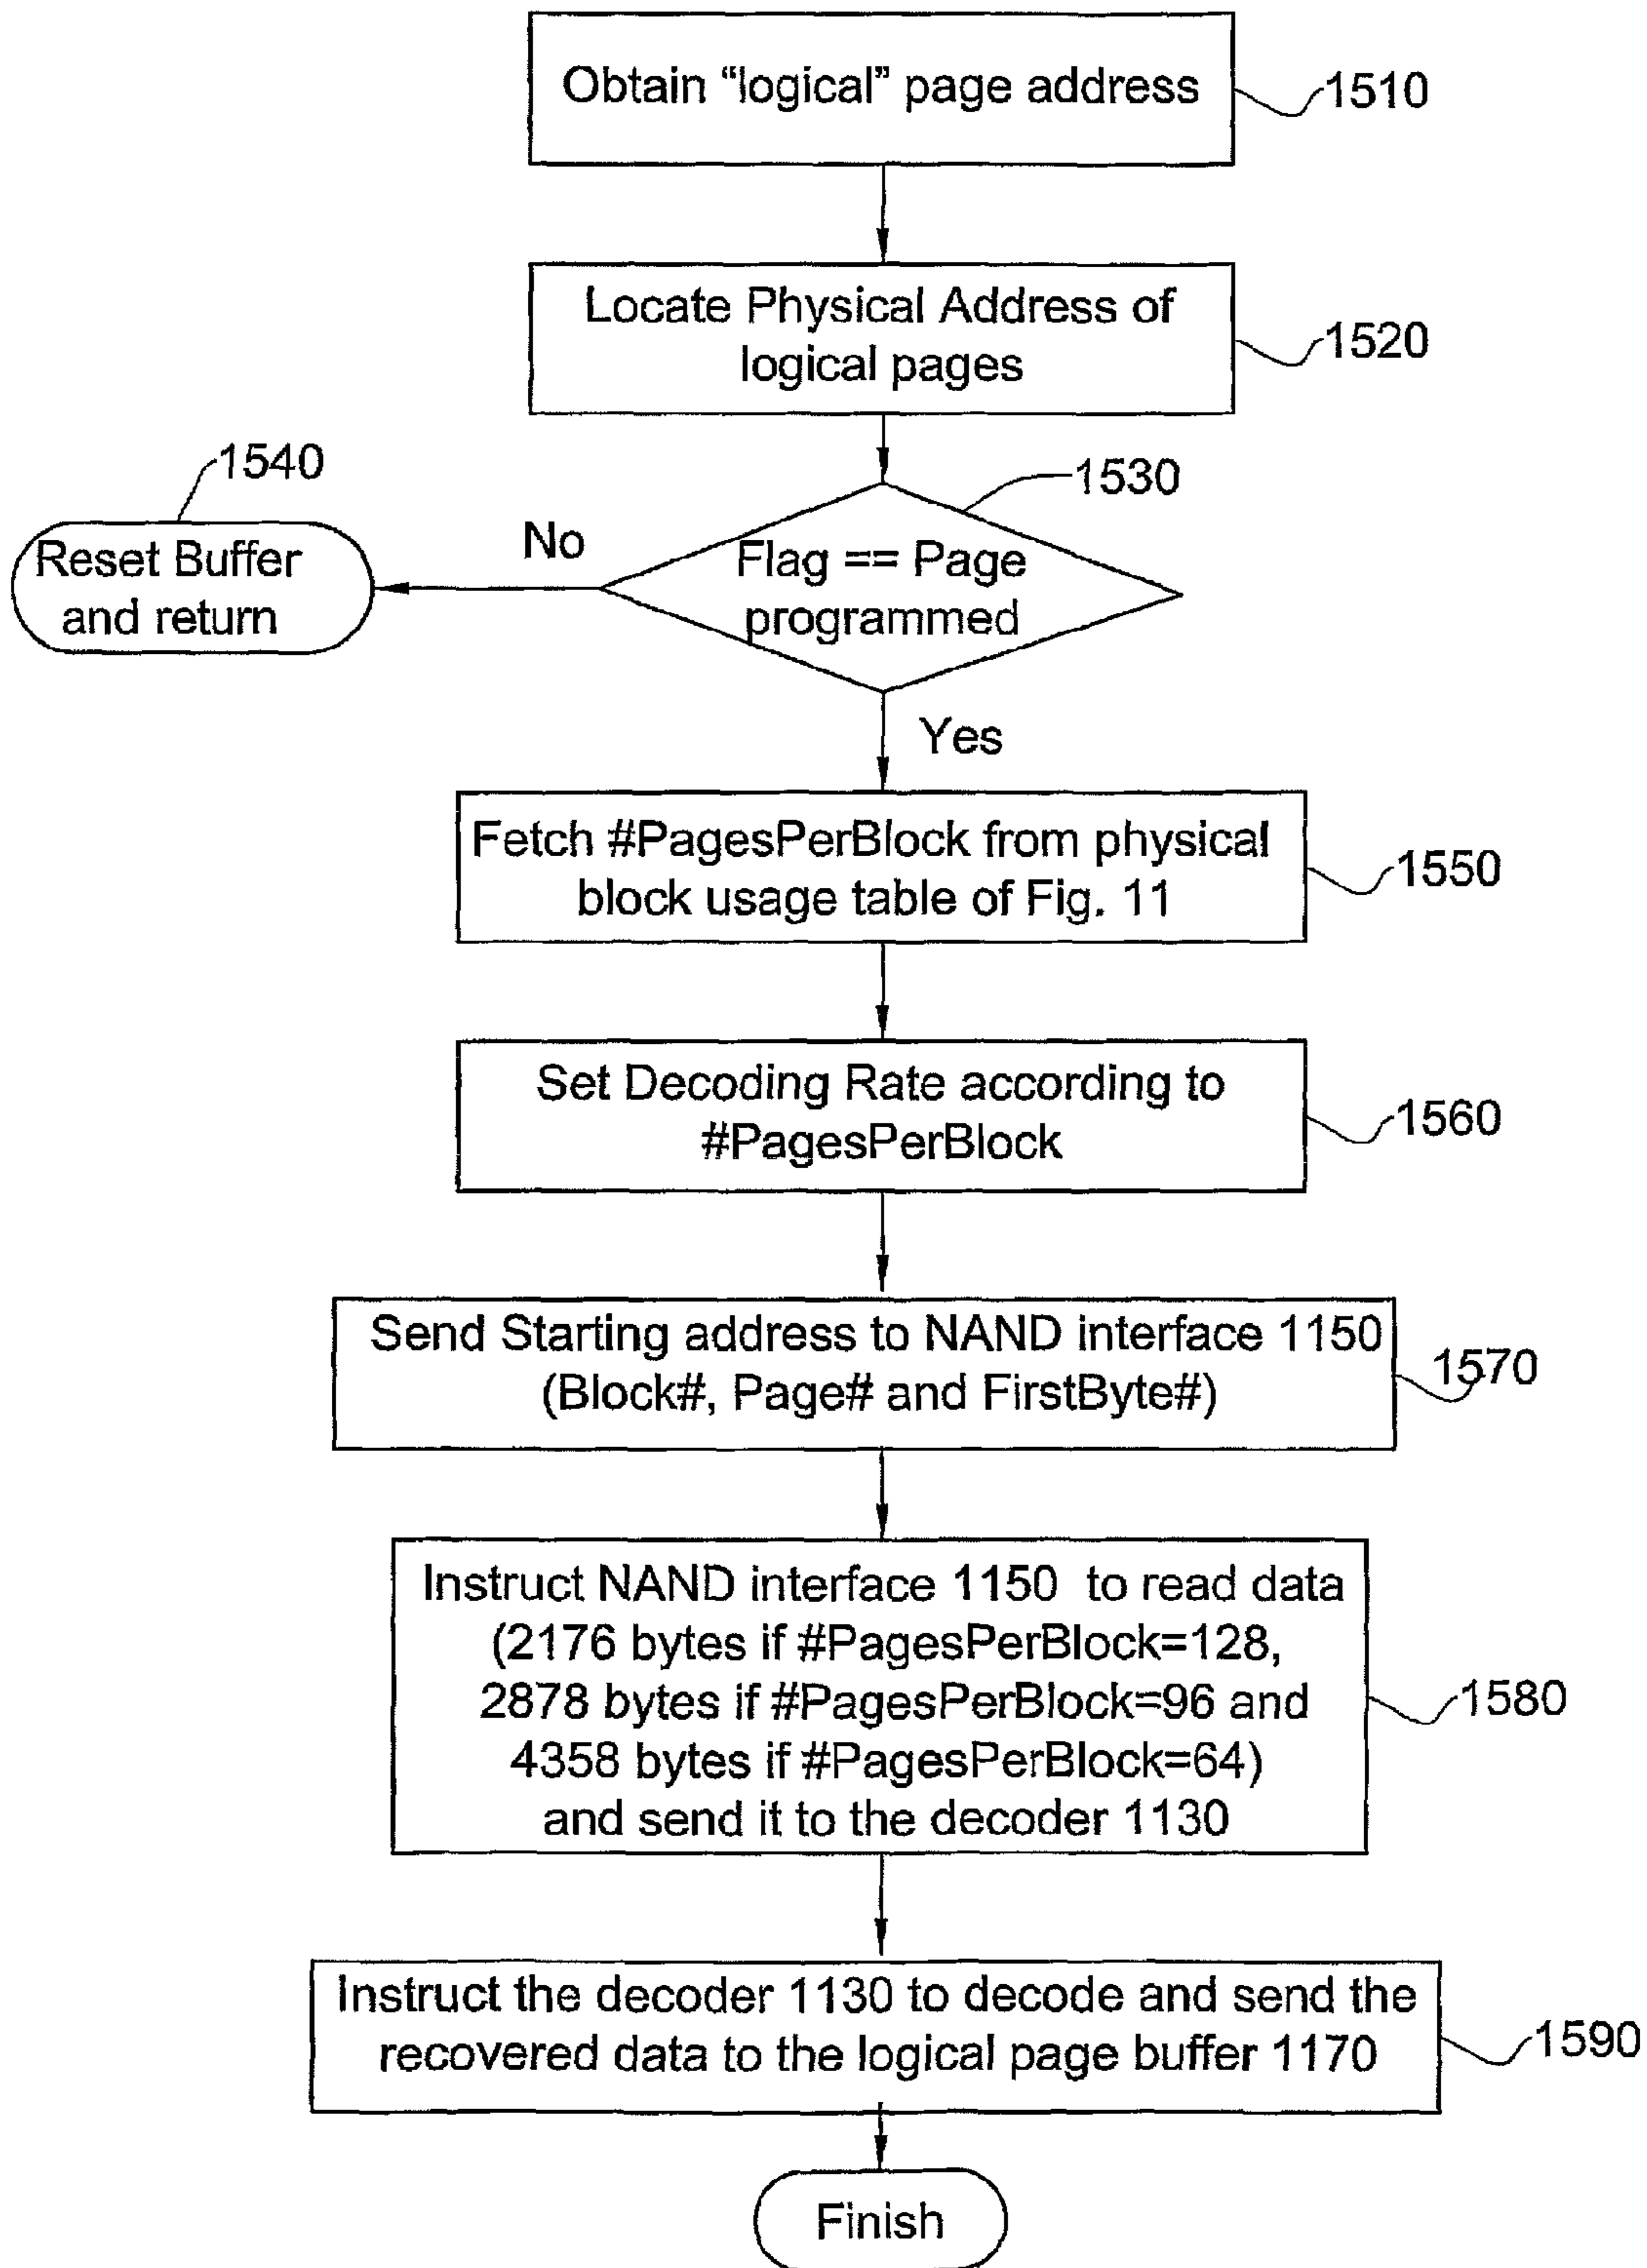 Obtain “logical” page address
1510
Locate Physical Address of
logical pages
1520
1540
1530
Reset Buffer
and return
No
Flag == Page
programmed
Yes
Fetch #PagesPerBlock from physical
block usage table of Fig. 11
1550
Set Decoding Rate according to
#PagesPerBlock
1560
Send Starting address to NAND interface 1150
(Block#, Page# and FirstByte#)
1570
Instruct NAND interface 1150 to read data
(2176 bytes if #PagesPerBlock=128,
2878 bytes if #PagesPerBlock=96 and
4358 bytes if #PagesPerBlock=64)
and send it to the decoder 1130
1580
Instruct the decoder 1130 to decode and send the
recovered data to the logical page buffer 1170
1590
Finish